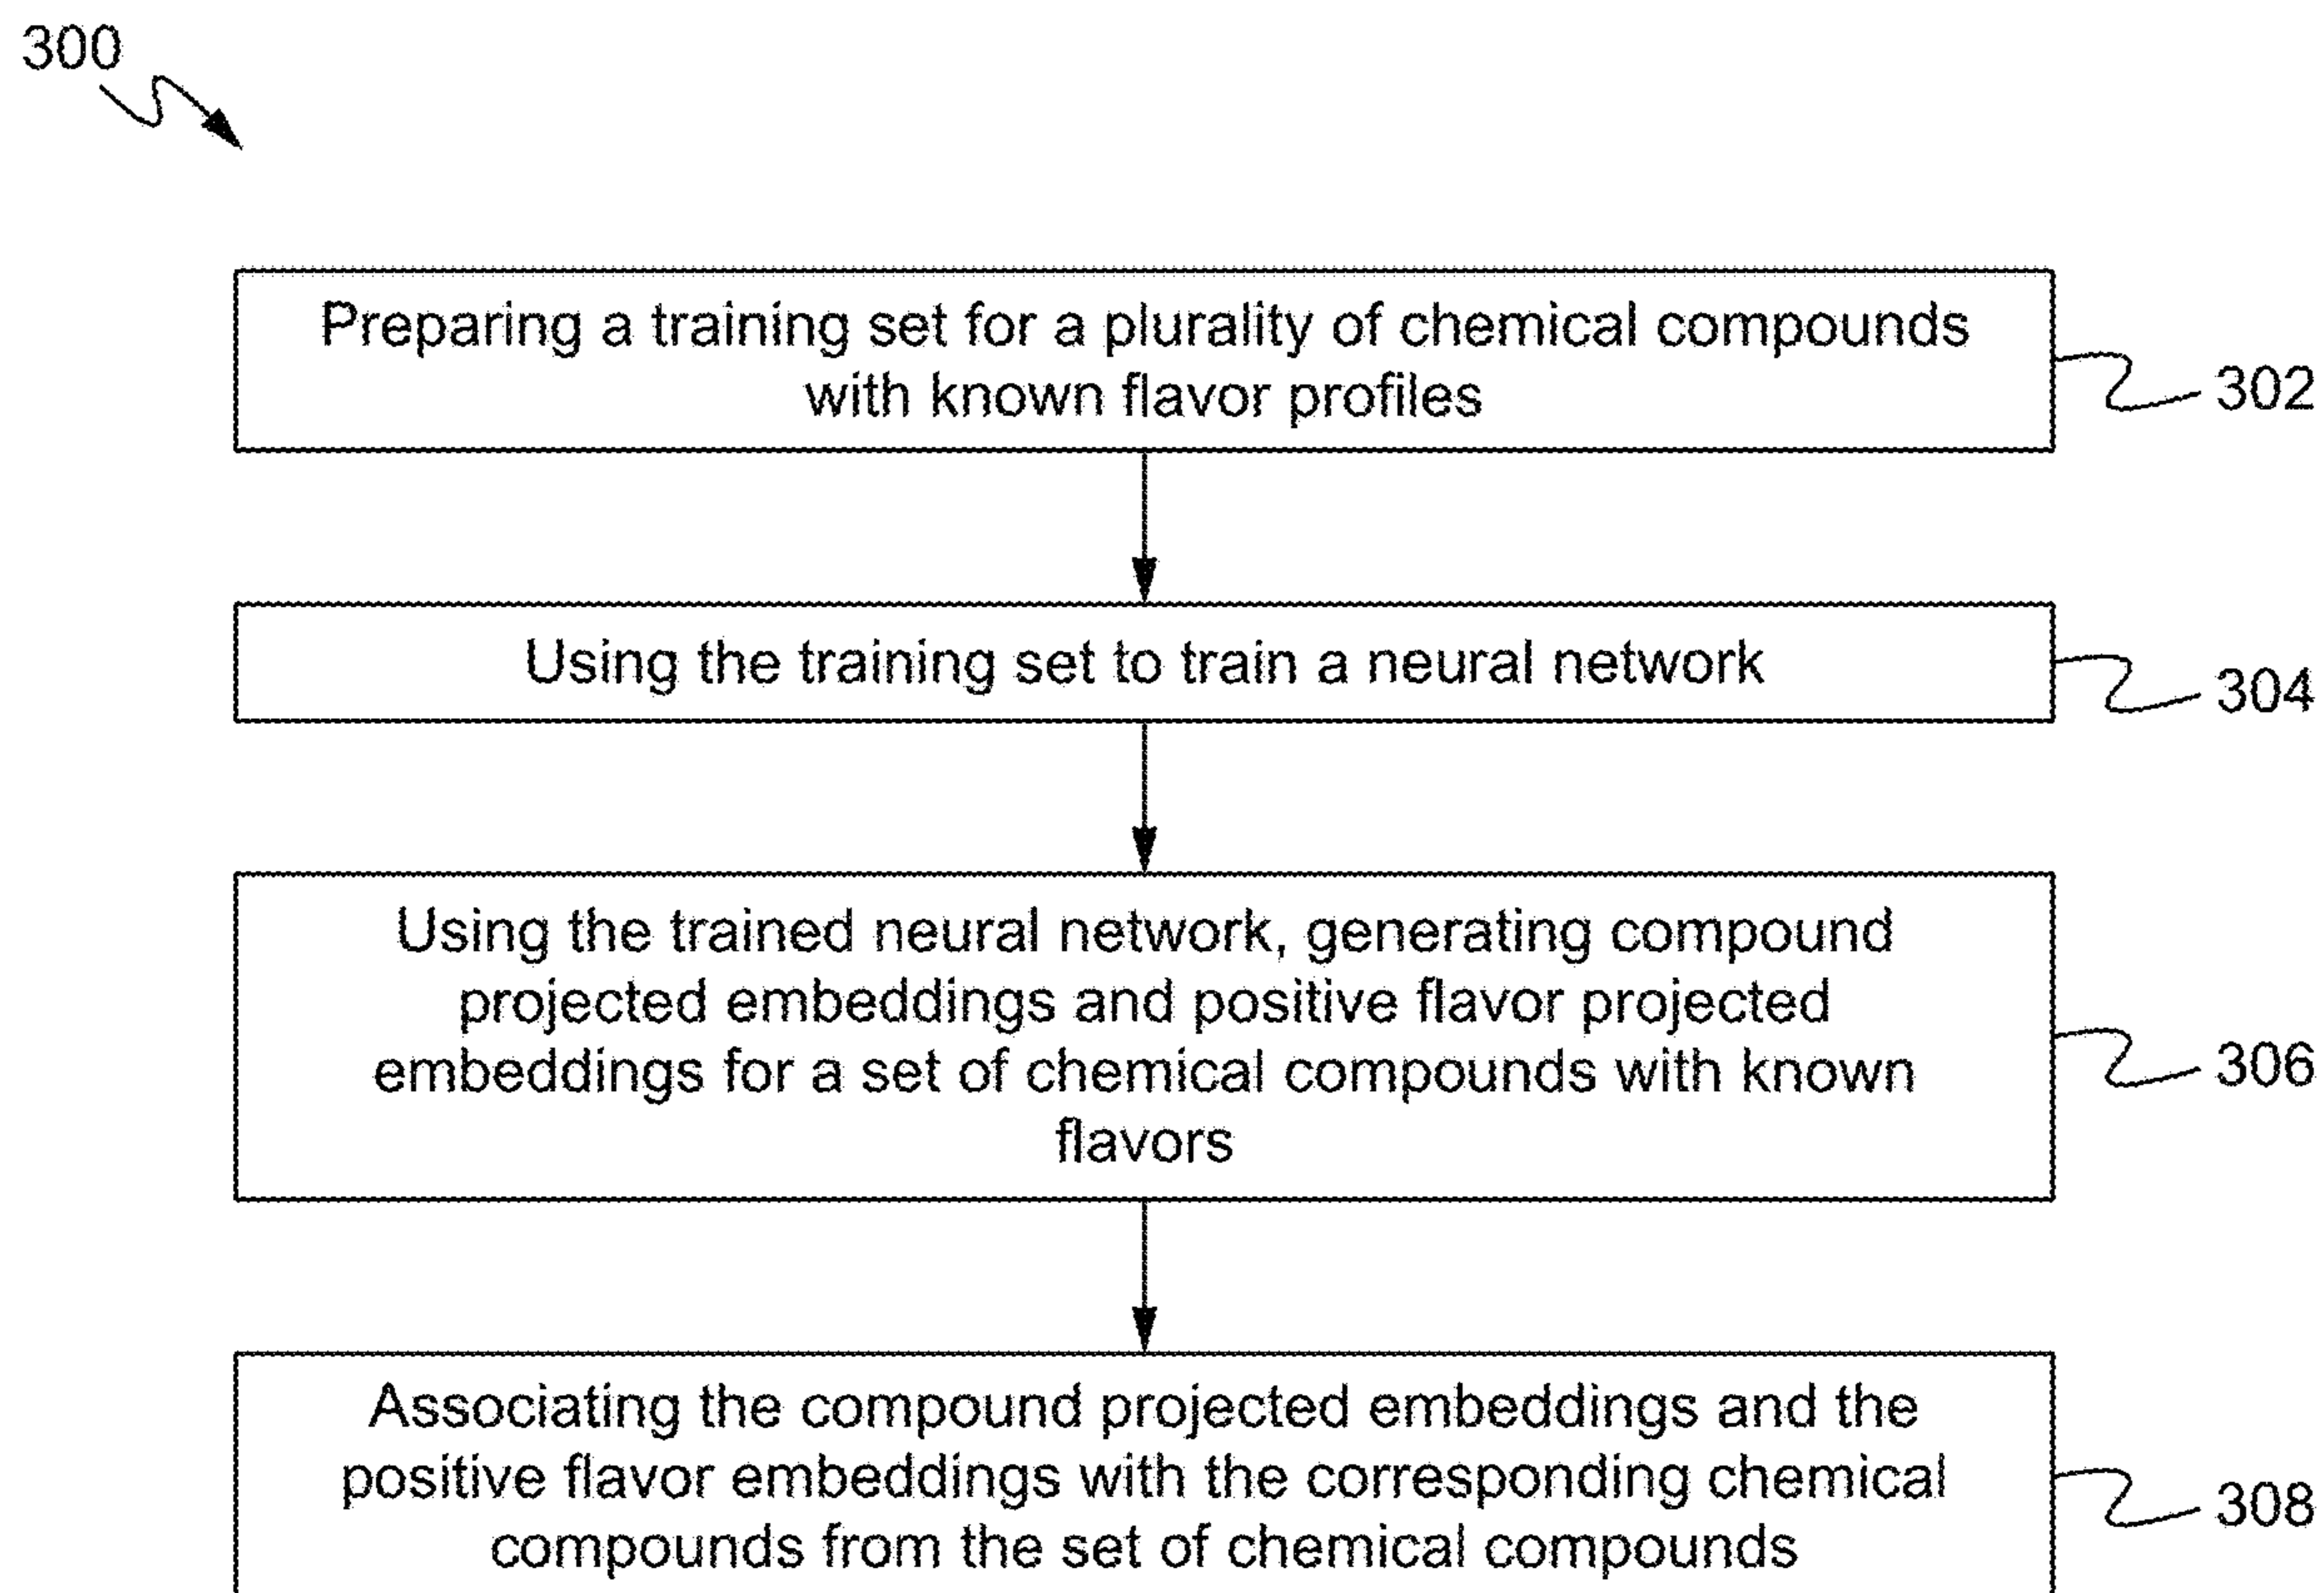 300
Preparing a training set for a plurality of chemical compounds
with known flavor profiles
302
Using the training set to train a neural network
304
Using the trained neural network, generating compound
projected embeddings and positive flavor projected
embeddings for a set of chemical compounds with known
flavors
306
Associating the compound projected embeddings and the
positive flavor embeddings with the corresponding chemical
compounds from the set of chemical compounds
308